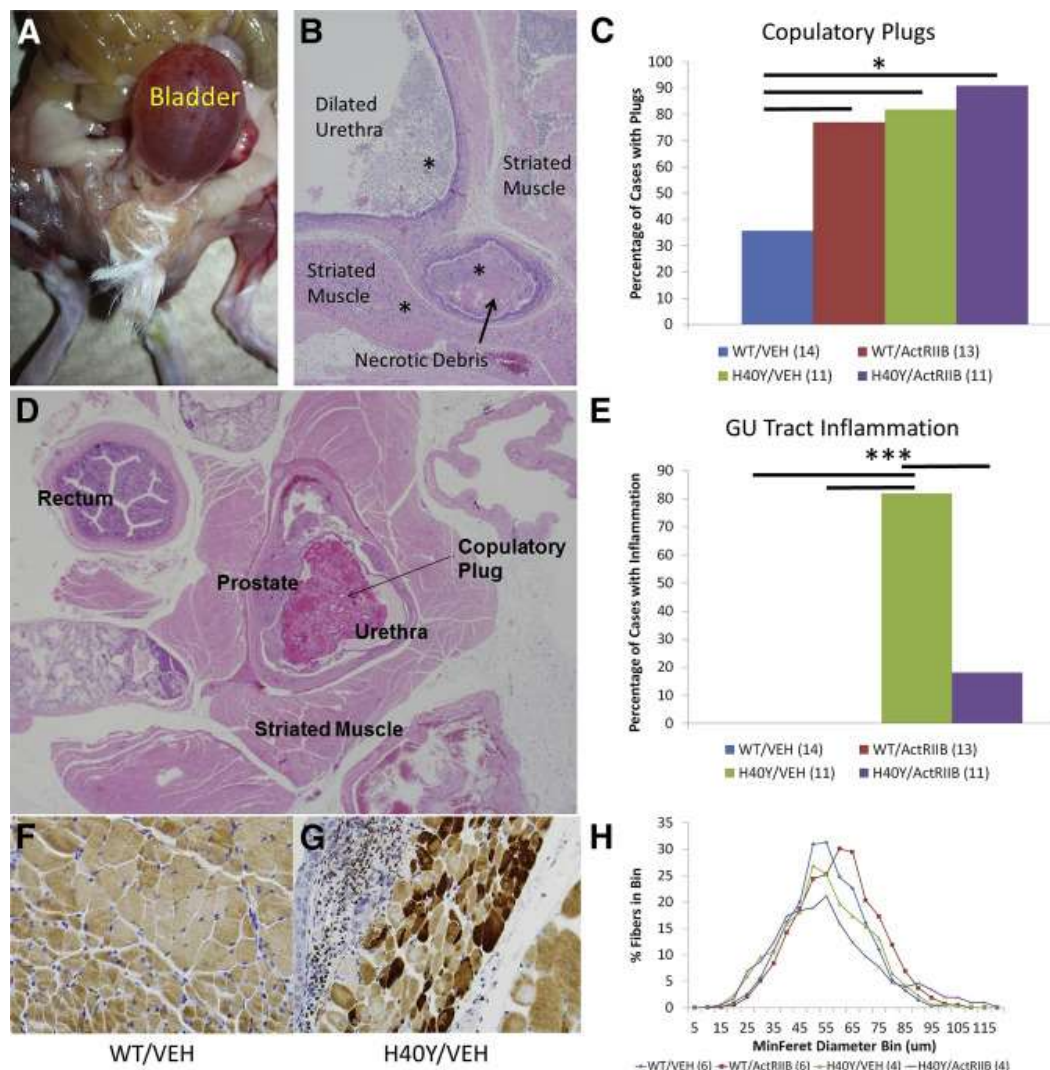 A
Bladder
B
Dilated
Urethra
*
Striated
Muscle
*
Striated
Muscle
*
Necrotic Debris
C
Copulatory Plugs
*
Percentage of Cases with Plugs
100
90
80
70
60
50
40
30
20
10
0
WT/VEH (14)
WT/ActRIIB (13)
H40Y/VEH (11)
H40Y/ActRIIB (11)
D
Rectum
Prostate
Copulatory
Plug
Urethra
Striated Muscle
E
GU Tract Inflammation
***
Percentage of Cases with Inflammation
90
80
70
60
50
40
30
20
10
0
WT/VEH (14)
WT/ActRIIB (13)
H40Y/VEH (11)
H40Y/ActRIIB (11)
F
WT/VEH
G
H40Y/VEH
H
% Fibers in Bin
35
30
25
20
15
10
5
0
5 15 25 35 45 55 65 75 85 95 105 115
MinFeret Diameter Bin (um)
WT/VEH (6) WT/ActRIIB (6) H40Y/VEH (4) H40Y/ActRIIB (4)